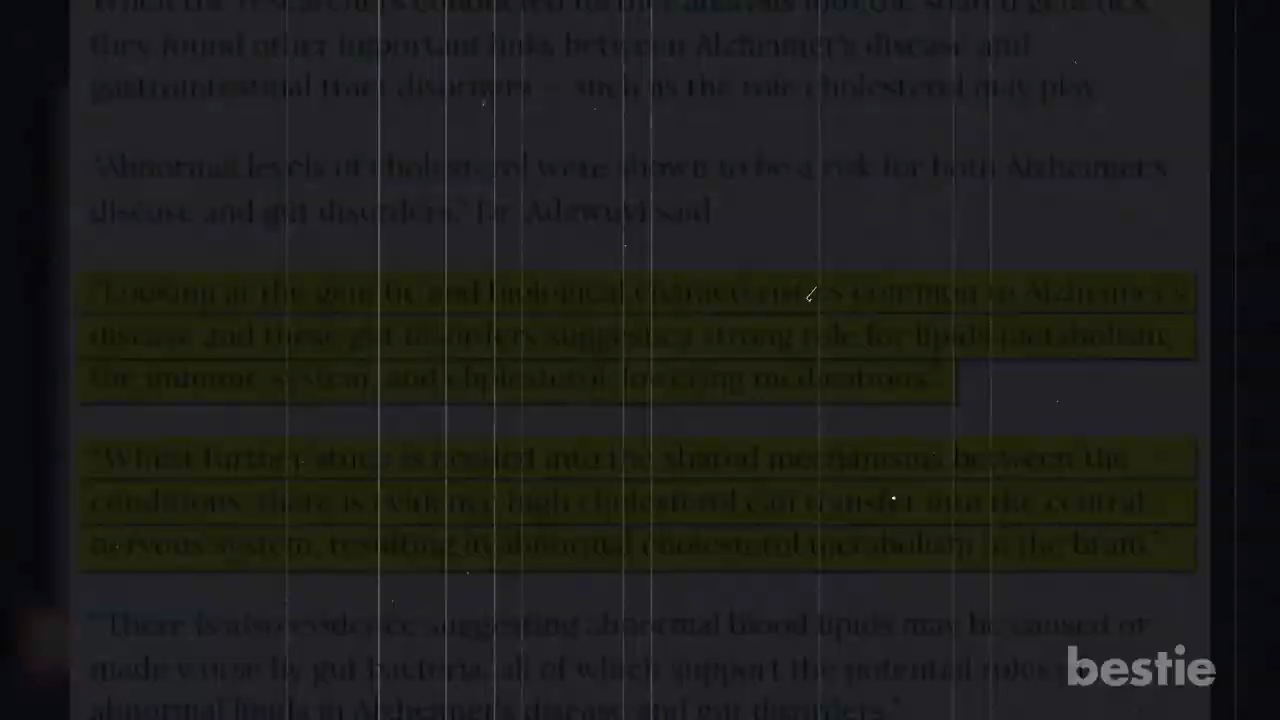 When the researchers conducted further analysis into the shared genetics,
they found other important links between Alzheimer's disease and
gastrointestinal tract disorders – such as the role cholesterol may play.
"Abnormal levels of cholesterol were shown to be a risk for both Alzheimer's
disease and gut disorders," Dr Adewuyi said.
"Looking at the genetic and biological characteristics common to Alzheimer's
disease and these gut disorders suggests a strong role for lipids metabolism,
the immune system, and cholesterol-lowering medications."
"Whilst further study is needed into the shared mechanisms between the
conditions, there is evidence high cholesterol can transfer into the central
nervous system, resulting in abnormal cholesterol metabolism in the brain."
"There is also evidence suggesting abnormal blood lipids may be caused or
made worse by gut bacteria, all of which support the potential roles
abnormal lipids in Alzheimer's disease and gut disorders."
bestie